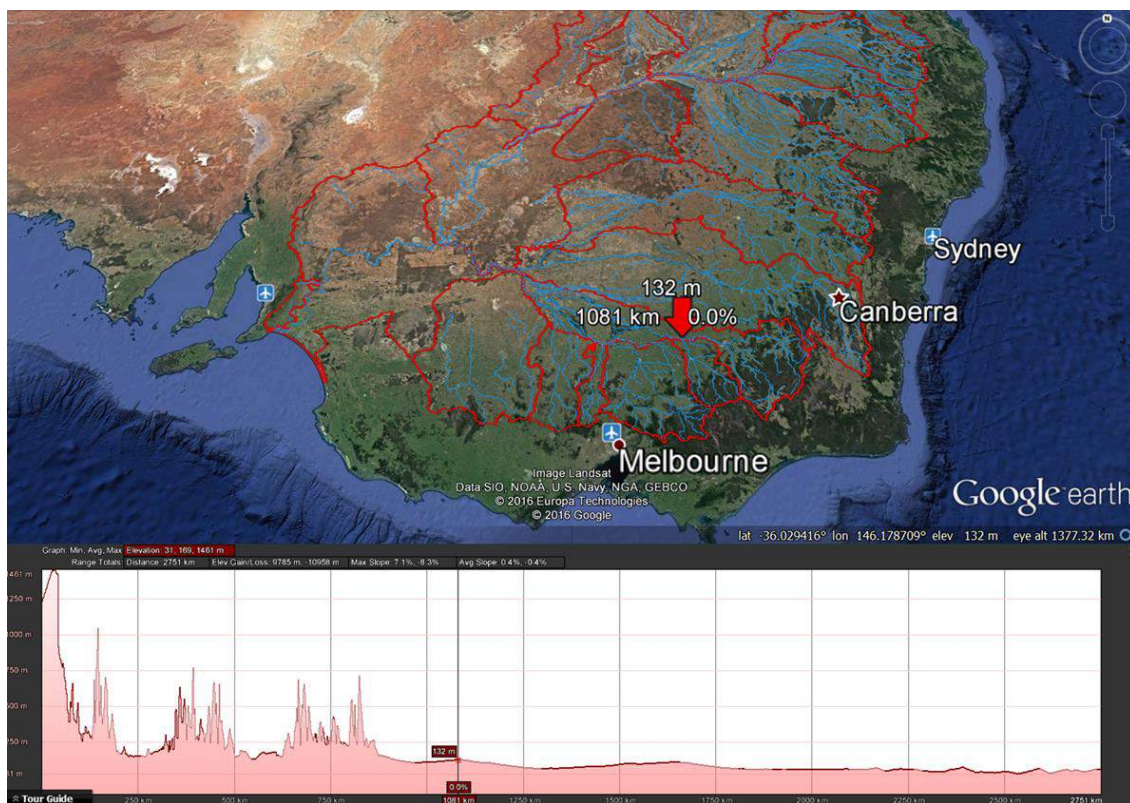 N
Sydney
132 m
1081 km 0.0%
Canberra
Melbourne
Image Landsat
Data SIO, NOAA, U.S. Navy, NGA, GEBCO
© 2016 Europa Technologies
© 2016 Google
Google earth
lat -36.029416° lon 146.178709° elev 132 m eye alt 1377.32 km
Graph: Min, Avg, Max Elevation: 31, 169, 1461 m
Range Totals: Distance: 2751 km Elev Gain/Loss: 9785 m, -10958 m Max Slope: 7.1%, -8.3% Avg Slope: 0.4%, -0.4%
1461 m
1250 m
1000 m
750 m
500 m
250 m
31 m
132 m
0.0%
Tour Guide
250 km 500 km 750 km 1081 km 1250 km 1500 km 1750 km 2000 km 2250 km 2500 km 2751 km